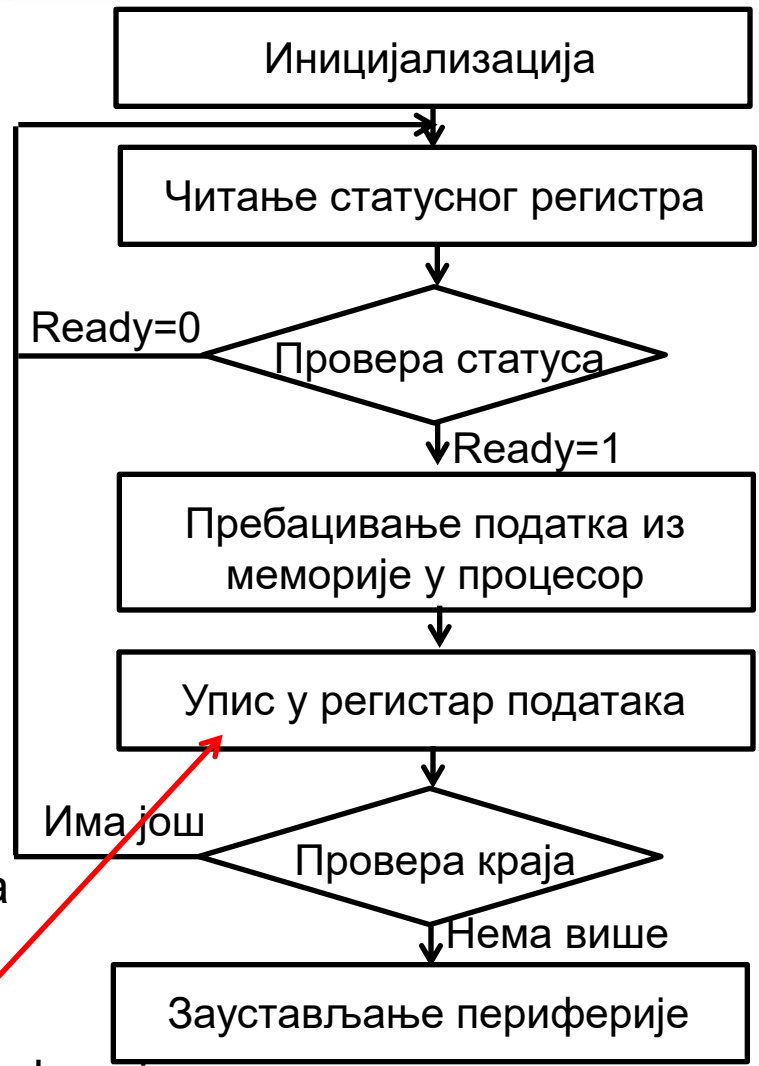 Иницијализација
Читање статусног регистра
Ready=0
Провера статуса
Ready=1
Пребацивање податка из
меморије у процесор
Упис у регистар података
Има још
Провера краја
а
Нема више
Заустављање периферије